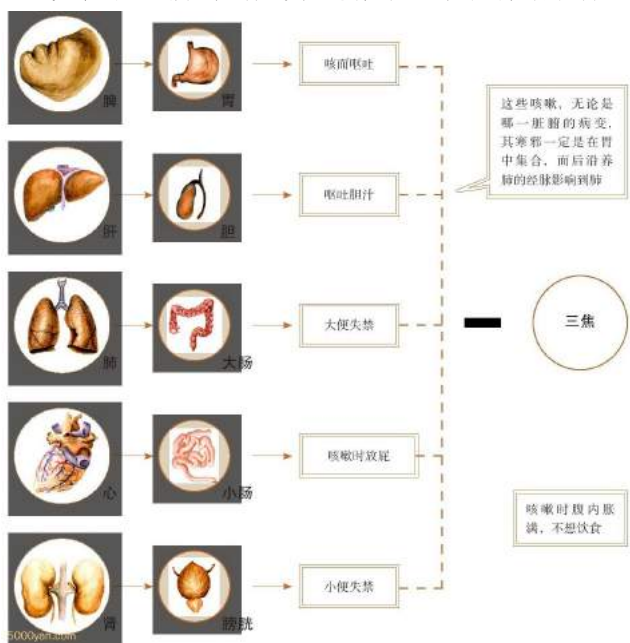 脾
胃
咳而呕吐
这些咳嗽，无论是
哪一脏腑的病变，
其寒邪一定是在胃
中集合，而后沿养
肺的经脉影响到肺
肝
胆
呕吐胆汁
肺
大肠
大便失禁
三焦
心
小肠
咳嗽时放屁
咳嗽时腹内胀
满，不想饮食
肾
膀胱
小便失禁
5000yan.com